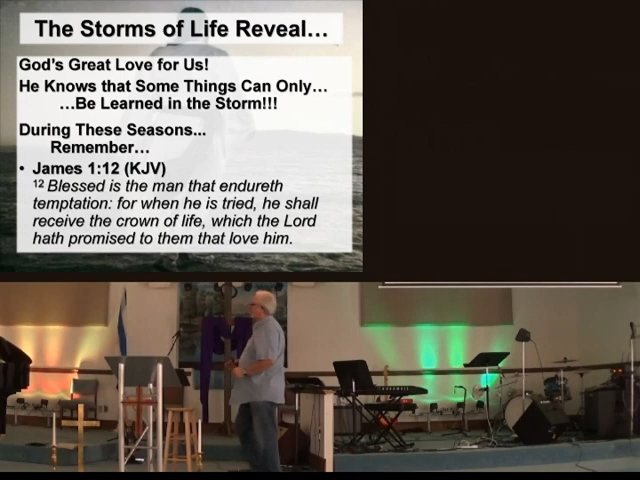 The Storms of Life Reveal…
God's Great Love for Us!
He Knows that Some Things Can Only…
…Be Learned in the Storm!!!
During These Seasons...
Remember…
• James 1:12 (KJV)
12 Blessed is the man that endureth
temptation: for when he is tried, he shall
receive the crown of life, which the Lord
hath promised to them that love him.